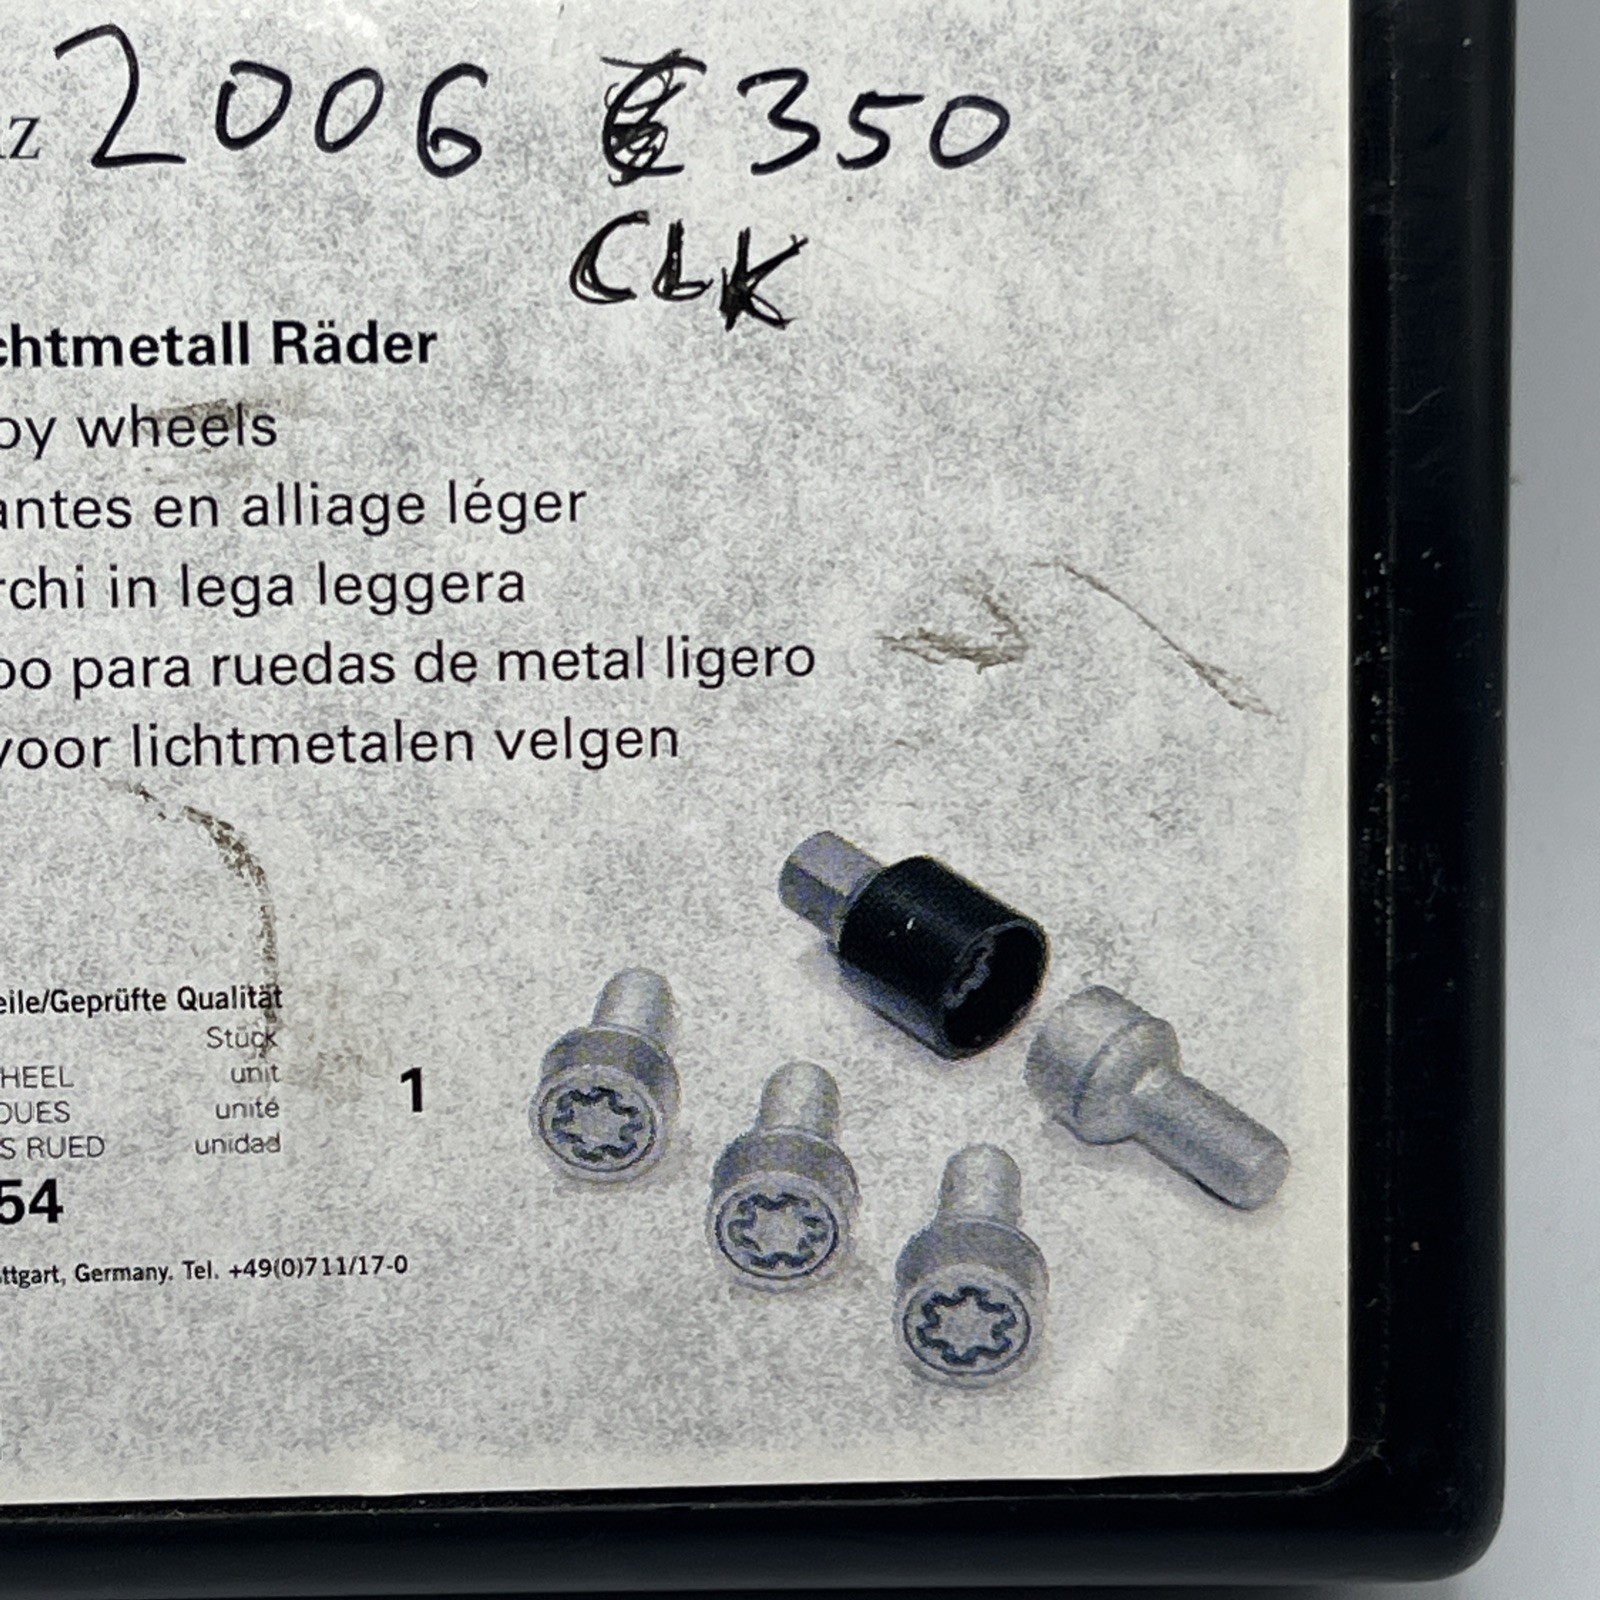 z 2006 350
CLK
chtmetall Räder
oy wheels
antes en alliage léger
rchi in lega leggera
po para ruedas de metal ligero
voor lichtmetalen velgen
eile/Geprüfte Qualität
Stück
HEEL unit
OUES unité 1
S RUED unidad
54
ttgart, Germany. Tel. +49(0)711/17-0